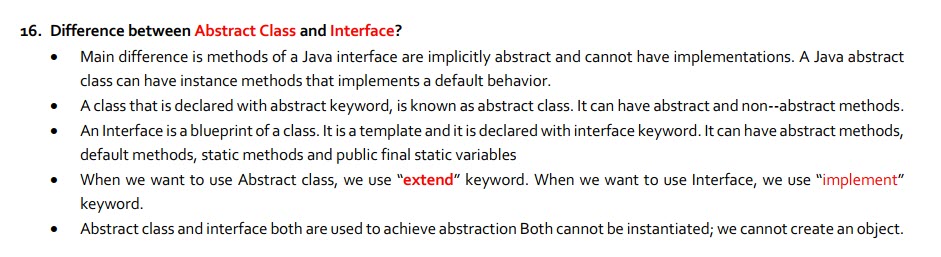 16. Difference between Abstract Class and Interface?
• Main difference is methods of a Java interface are implicitly abstract and cannot have implementations. A Java abstract
class can have instance methods that implements a default behavior.
• A class that is declared with abstract keyword, is known as abstract class. It can have abstract and non--abstract methods.
• An Interface is a blueprint of a class. It is a template and it is declared with interface keyword. It can have abstract methods,
default methods, static methods and public final static variables
• When we want to use Abstract class, we use “extend” keyword. When we want to use Interface, we use “implement”
keyword.
• Abstract class and interface both are used to achieve abstraction Both cannot be instantiated; we cannot create an object.